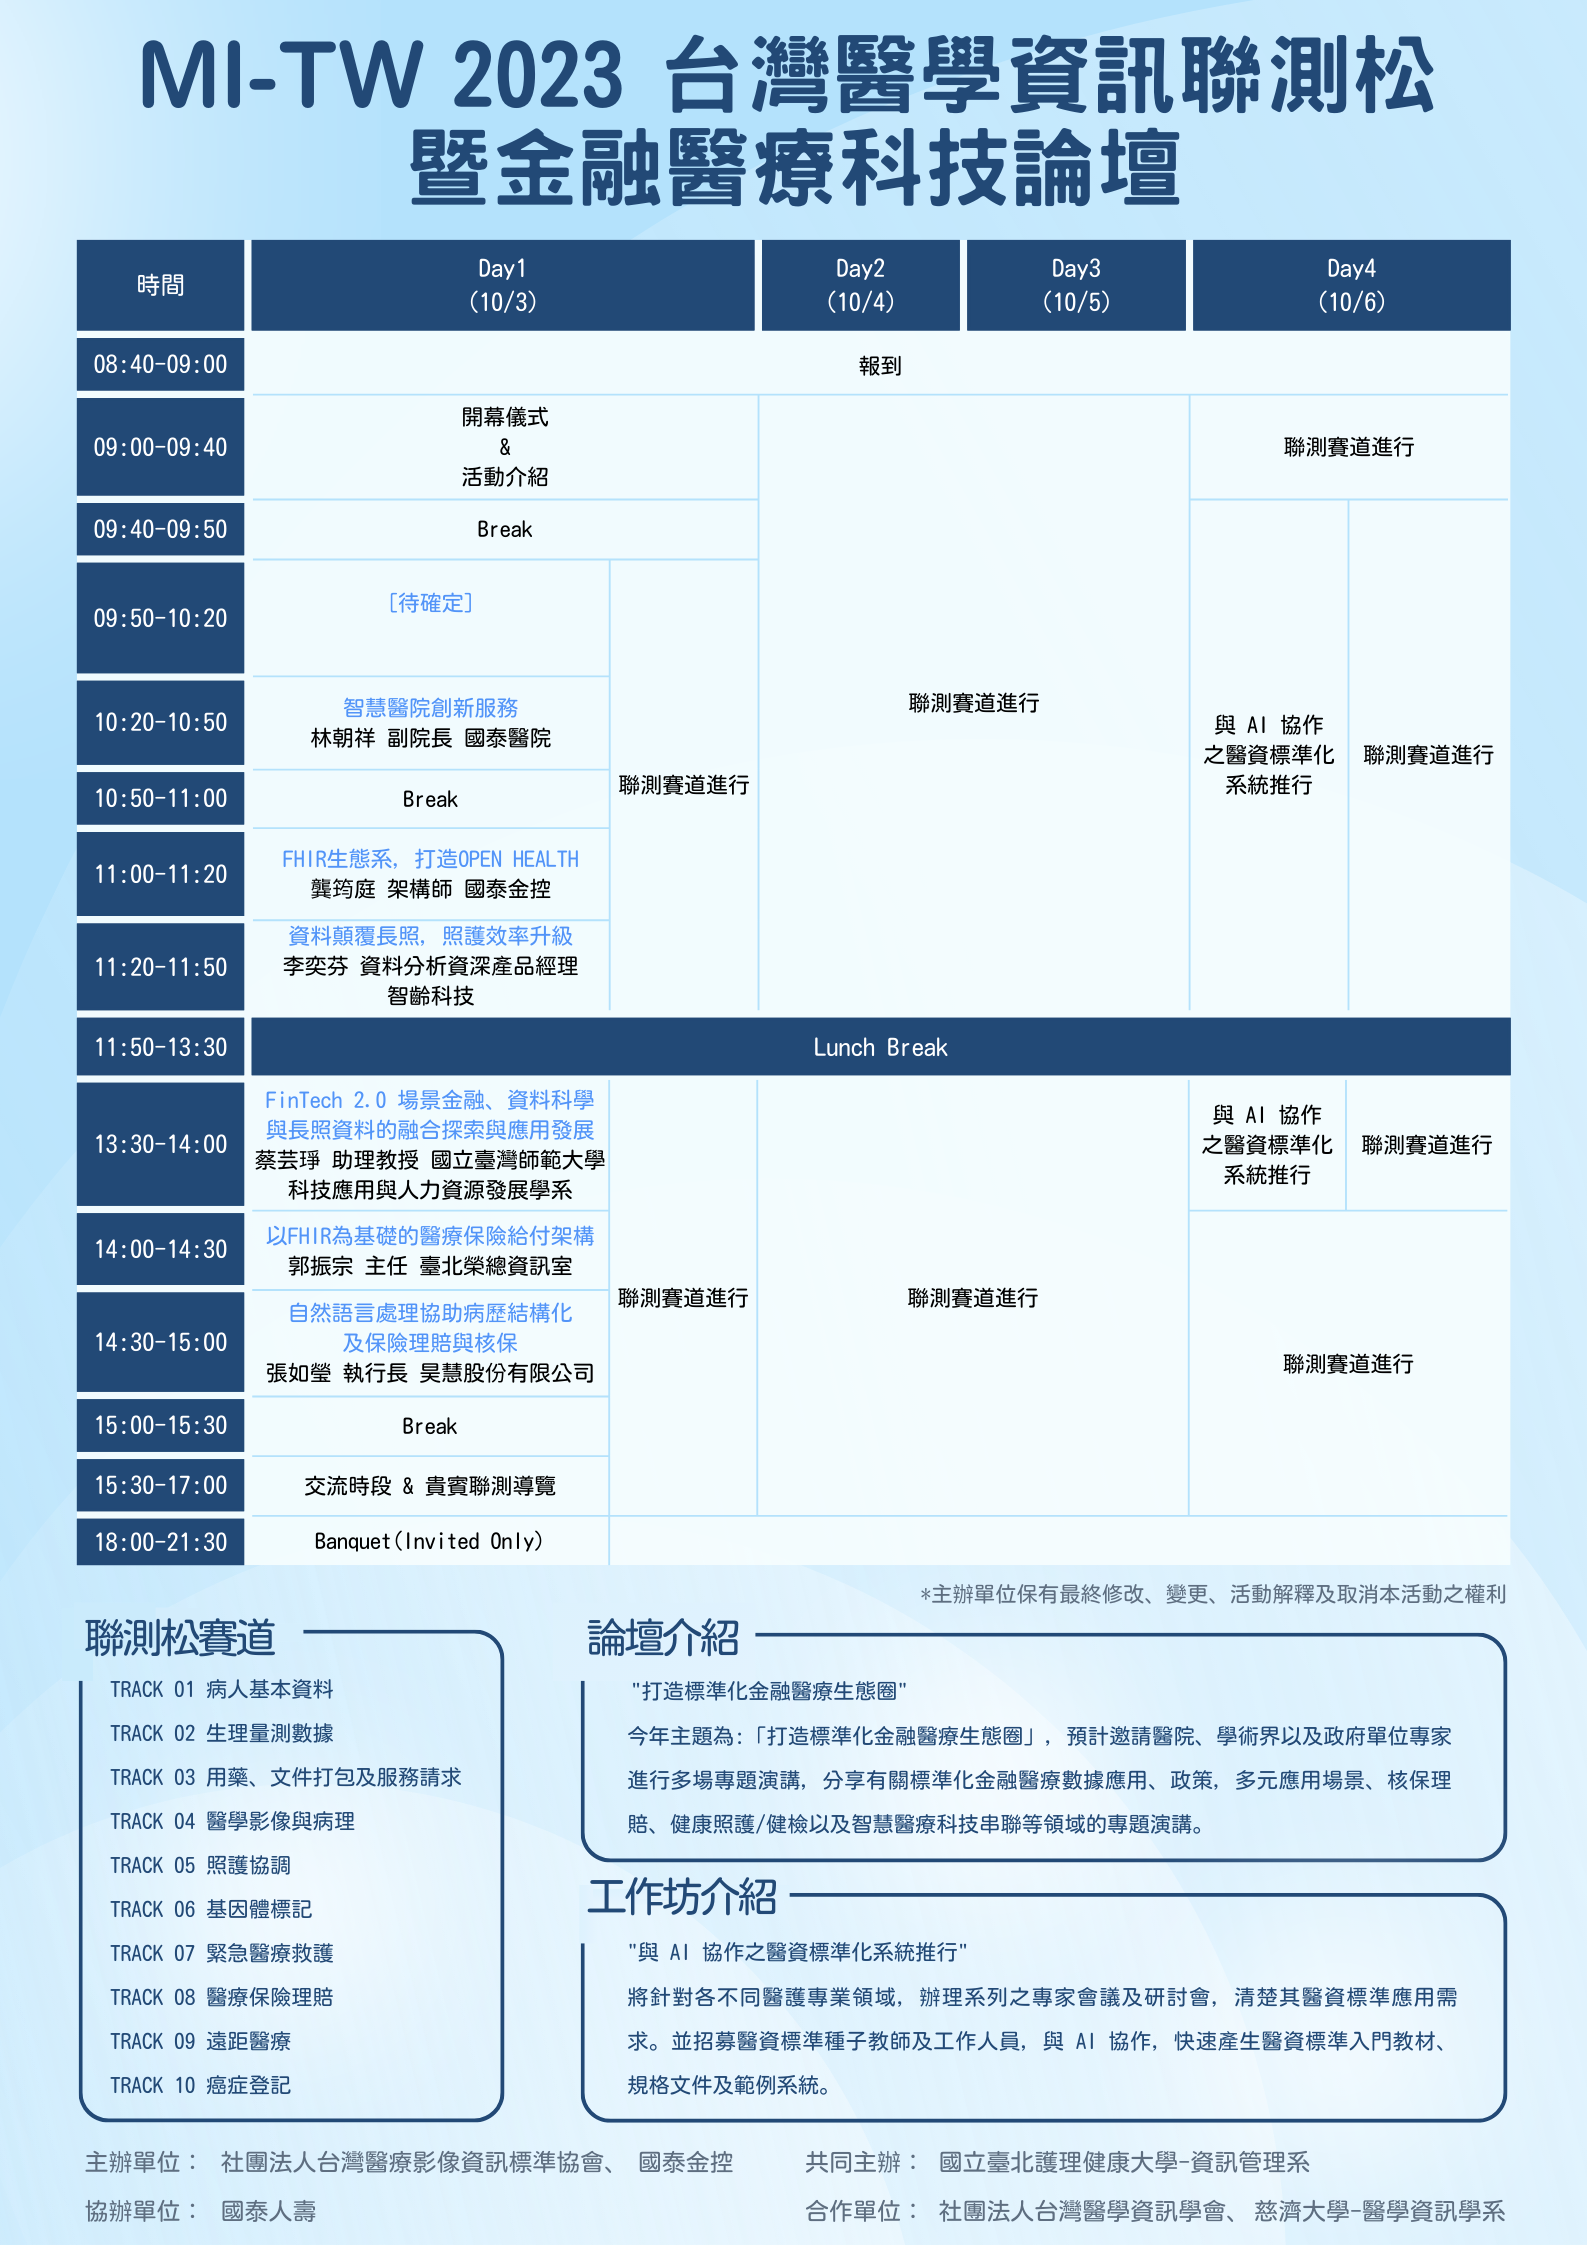 MI-TW 2023 台灣醫學資訊聯測松
暨金融醫療科技論壇
時間
Day1
(10/3)
Day2
(10/4)
Day3
(10/5)
Day4
(10/6)
08:40-09:00
報到
09:00-09:40
開幕儀式
&
活動介紹
聯測賽道進行
09:40-09:50
Break
09:50-10:20
[待確定]
10:20-10:50
智慧醫院創新服務
林朝祥 副院長 國泰醫院
聯測賽道進行
聯測賽道進行
與 AI 協作
之醫資標準化
系統推行
聯測賽道進行
10:50-11:00
Break
11:00-11:20
FHIR生態系, 打造OPEN HEALTH
龔筠庭 架構師 國泰金控
11:20-11:50
資料顛覆長照, 照護效率升級
李奕芬 資料分析資深產品經理
智齡科技
11:50-13:30
Lunch Break
13:30-14:00
FinTech 2.0 場景金融、資料科學
與長照資料的融合探索與應用發展
蔡芸琤 助理教授 國立臺灣師範大學
科技應用與人力資源發展學系
與 AI 協作
之醫資標準化
系統推行
聯測賽道進行
14:00-14:30
以FHIR為基礎的醫療保險給付架構
郭振宗 主任 臺北榮總資訊室
聯測賽道進行
聯測賽道進行
14:30-15:00
自然語言處理協助病歷結構化
及保險理賠與核保
張如瑩 執行長 昊慧股份有限公司
聯測賽道進行
15:00-15:30
Break
15:30-17:00
交流時段 & 貴賓聯測導覽
18:00-21:30
Banquet(Invited Only)
*主辦單位保有最終修改、變更、活動解釋及取消本活動之權利
聯測松賽道
TRACK 01 病人基本資料
TRACK 02 生理量測數據
TRACK 03 用藥、文件打包及服務請求
TRACK 04 醫學影像與病理
TRACK 05 照護協調
TRACK 06 基因體標記
TRACK 07 緊急醫療救護
TRACK 08 醫療保險理賠
TRACK 09 遠距醫療
TRACK 10 癌症登記
論壇介紹
"打造標準化金融醫療生態圈"
今年主題為:「打造標準化金融醫療生態圈」, 預計邀請醫院、學術界以及政府單位專家
進行多場專題演講, 分享有關標準化金融醫療數據應用、政策, 多元應用場景、核保理
賠、健康照護/健檢以及智慧醫療科技串聯等領域的專題演講。
工作坊介紹
"與 AI 協作之醫資標準化系統推行"
將針對各不同醫護專業領域, 辦理系列之專家會議及研討會, 清楚其醫資標準應用需
求。並招募醫資標準種子教師及工作人員, 與 AI 協作, 快速產生醫資標準入門教材、
規格文件及範例系統。
主辦單位： 社團法人台灣醫療影像資訊標準協會、 國泰金控
共同主辦： 國立臺北護理健康大學-資訊管理系
協辦單位： 國泰人壽
合作單位： 社團法人台灣醫學資訊學會、慈濟大學-醫學資訊學系